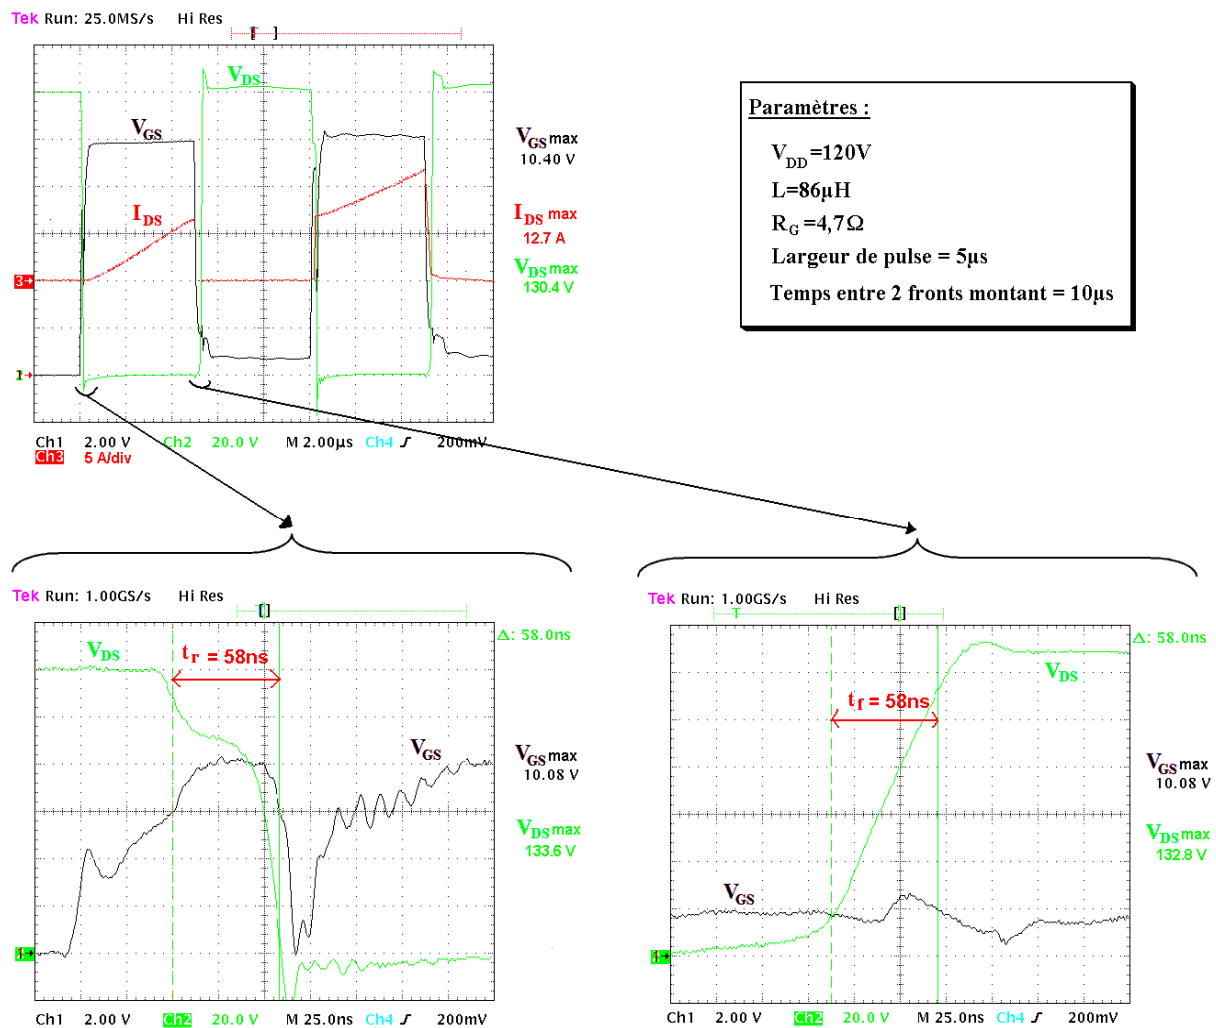 Tek Run: 25.0MS/s Hi Res
[ ]
VDS
VGS
IDS
VGS max
10.40 V
IDS max
12.7 A
VDS max
130.4 V
3
1
Ch1 2.00 V Ch2 20.0 V M 2.00µs Ch4 200mV
Ch3 5 A/div
Paramètres :
VDD =120V
L=86µH
RG =4,7Ω
Largeur de pulse = 5µs
Temps entre 2 fronts montant = 10µs
Tek Run: 1.00GS/s Hi Res
[ ]
Δ: 58.0ns
VDS
tr = 58ns
VGS
VGS max
10.08 V
VDS max
133.6 V
1
Ch1 2.00 V Ch2 20.0 V M 25.0ns Ch4 200mV
Tek Run: 1.00GS/s Hi Res
T
[ ]
Δ: 58.0ns
VDS
tf = 58ns
VGS
VGS max
10.08 V
VDS max
132.8 V
1
Ch1 2.00 V Ch2 20.0 V M 25.0ns Ch4 200mV